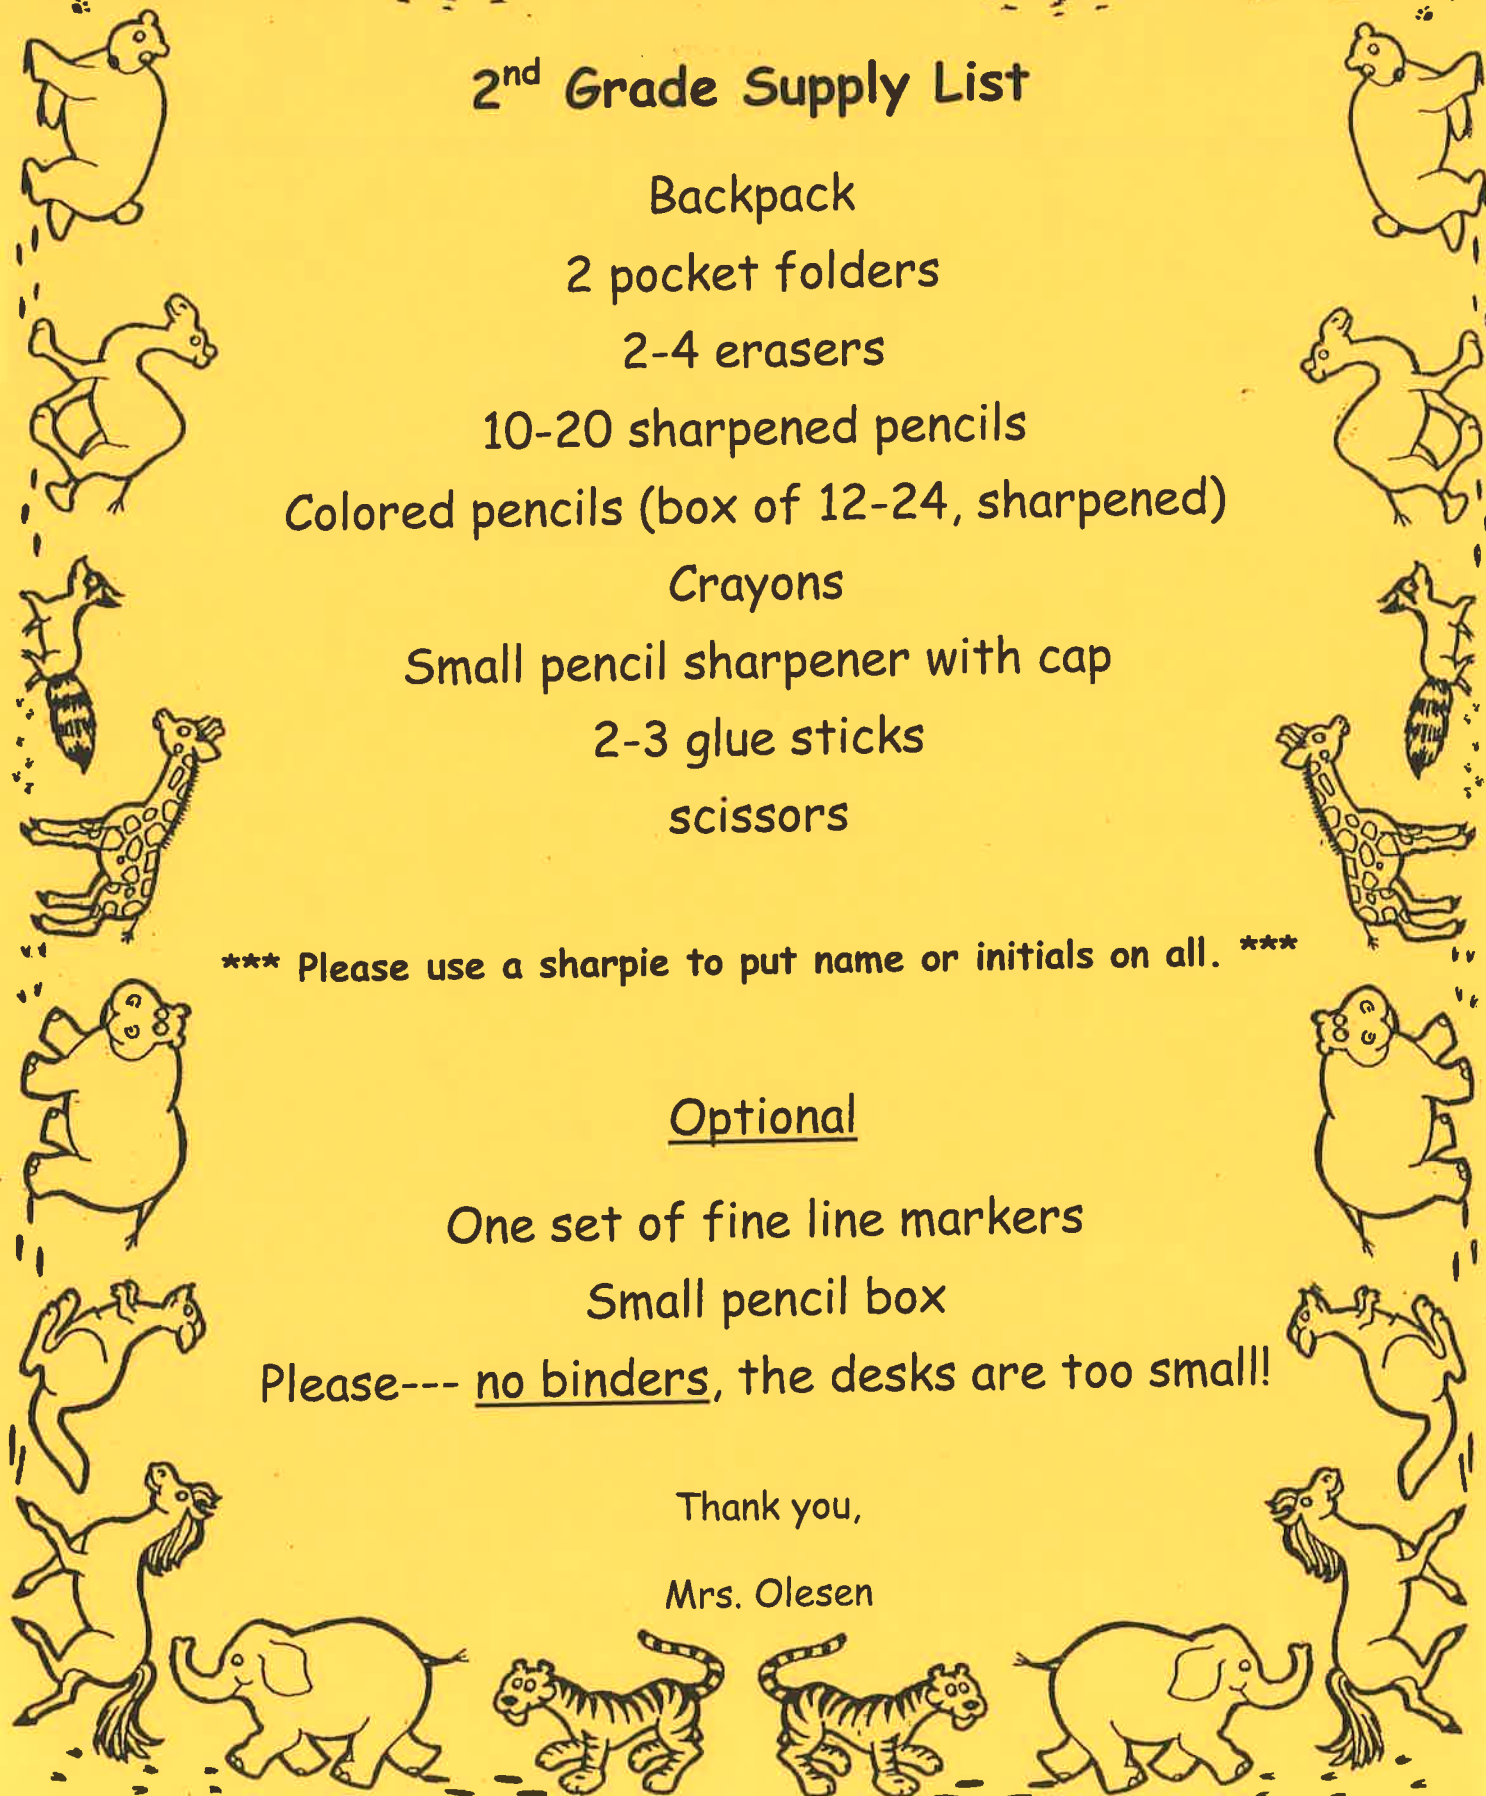 2nd Grade Supply List
Backpack
2 pocket folders
2-4 erasers
10-20 sharpened pencils
Colored pencils (box of 12-24, sharpened)
Crayons
Small pencil sharpener with cap
2-3 glue sticks
scissors
*** Please use a sharpie to put name or initials on all. ***
Optional
One set of fine line markers
Small pencil box
Please--- no binders, the desks are too small!
Thank you,
Mrs. Olesen